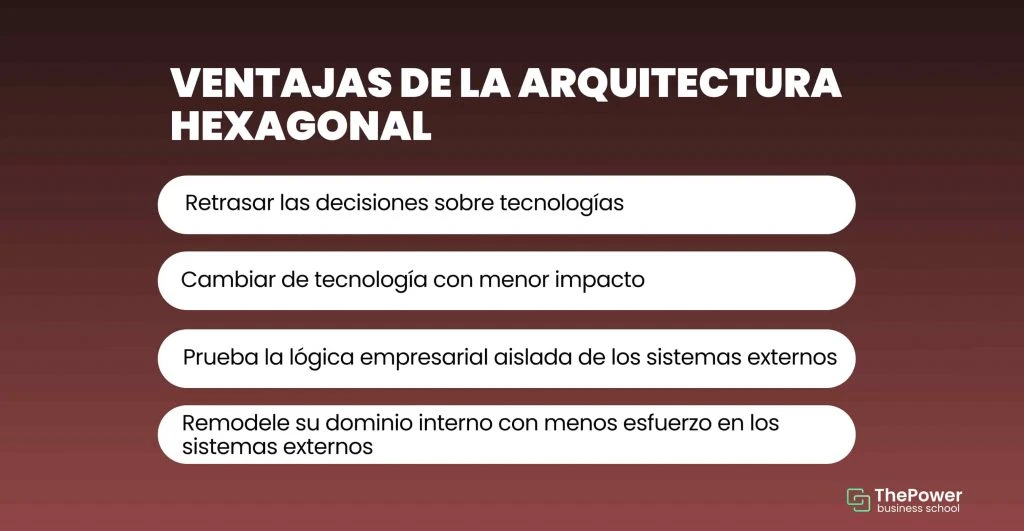 VENTAJAS DE LA ARQUITECTURA
HEXAGONAL
Retrasar las decisiones sobre tecnologías
Cambiar de tecnología con menor impacto
Prueba la lógica empresarial aislada de los sistemas externos
Remodele su dominio interno con menos esfuerzo en los
sistemas externos
ThePower
business school